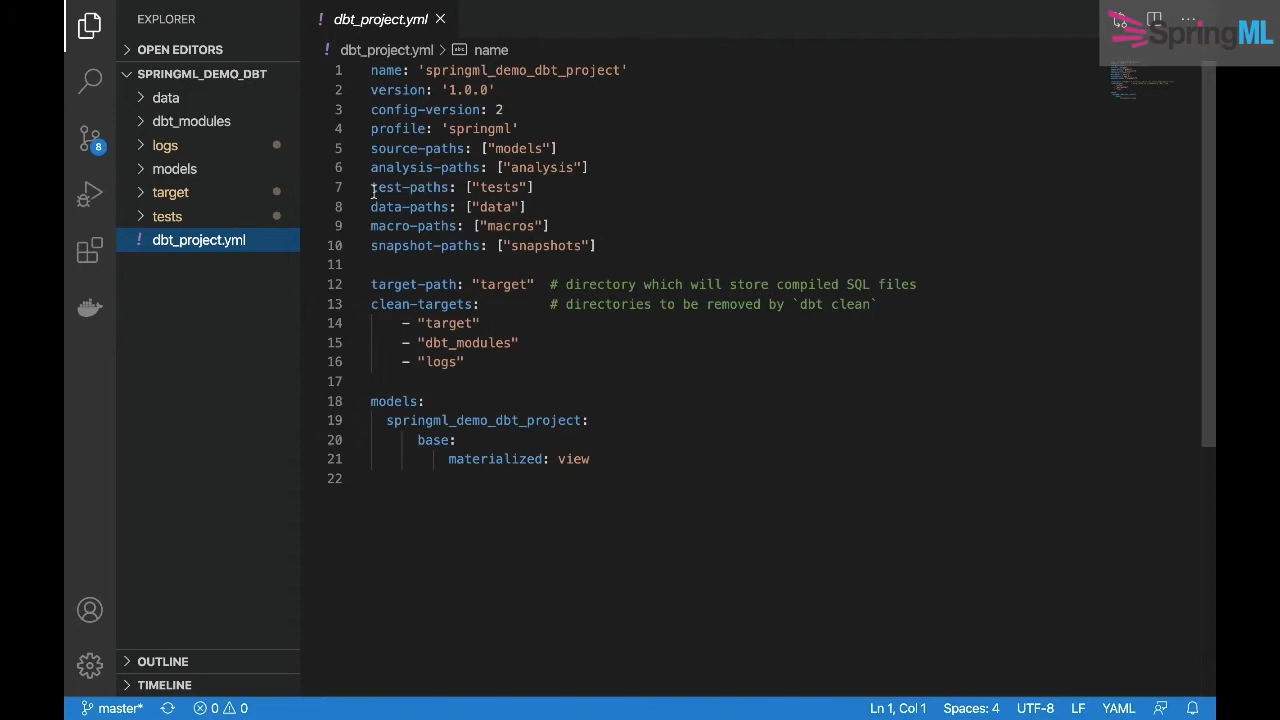 EXPLORER
OPEN EDITORS
SPRINGML_DEMO_DBT
data
dbt_modules
logs
models
target
tests
! dbt_project.yml
OUTLINE
TIMELINE
8
! dbt_project.yml ×
SpringML
! dbt_project.yml > abc name
1 name: 'springml_demo_dbt_project'
2 version: '1.0.0'
3 config-version: 2
4 profile: 'springml'
5 source-paths: ["models"]
6 analysis-paths: ["analysis"]
7 test-paths: ["tests"]
8 data-paths: ["data"]
9 macro-paths: ["macros"]
10 snapshot-paths: ["snapshots"]
11
12 target-path: "target"  # directory which will store compiled SQL files
13 clean-targets:         # directories to be removed by `dbt clean`
14     - "target"
15     - "dbt_modules"
16     - "logs"
17
18 models:
19   springml_demo_dbt_project:
20       base:
21           materialized: view
22
master* 0 0 Ln 1, Col 1 Spaces: 4 UTF-8 LF YAML